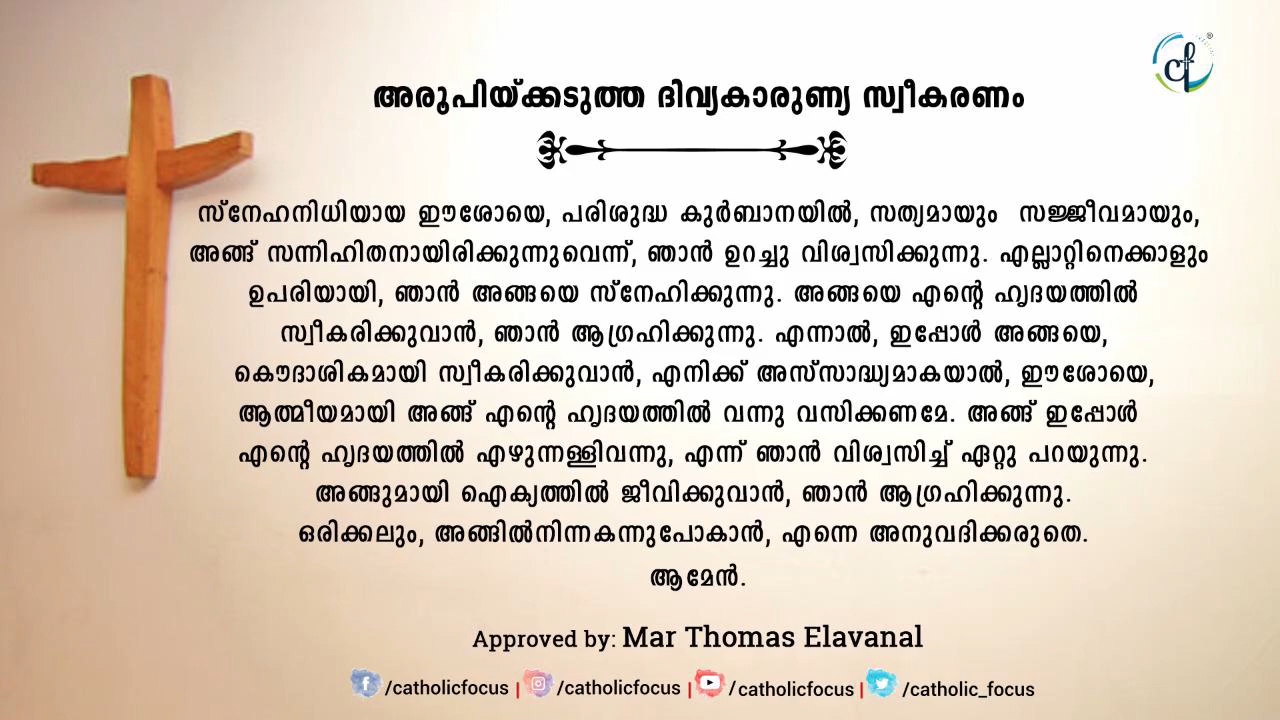 cf
അരൂപിയ്ക്കടുത്ത ദിവ്യകാരുണ്യ സ്വീകരണം
സ്നേഹനിധിയായ ഈശോയെ, പരിശുദ്ധ കുർബാനയിൽ, സത്യമായും സജ്ജീവമായും,
അങ്ങ് സന്നിഹിതനായിരിക്കുന്നുവെന്ന്, ഞാൻ ഉറച്ചു വിശ്വസിക്കുന്നു. എല്ലാറ്റിനെക്കാളും
ഉപരിയായി, ഞാൻ അങ്ങയെ സ്നേഹിക്കുന്നു. അങ്ങയെ എന്റെ ഹൃദയത്തിൽ
സ്വീകരിക്കുവാൻ, ഞാൻ ആഗ്രഹിക്കുന്നു. എന്നാൽ, ഇപ്പോൾ അങ്ങയെ,
കൌദാശികമായി സ്വീകരിക്കുവാൻ, എനിക്ക് അസ്സാദ്ധ്യമാകയാൽ, ഈശോയെ,
ആത്മീയമായി അങ്ങ് എന്റെ ഹൃദയത്തിൽ വന്നു വസിക്കണമേ. അങ്ങ് ഇപ്പോൾ
എന്റെ ഹൃദയത്തിൽ എഴുന്നള്ളിവന്നു, എന്ന് ഞാൻ വിശ്വസിച്ച് ഏറ്റു പറയുന്നു.
അങ്ങുമായി ഐക്യത്തിൽ ജീവിക്കുവാൻ, ഞാൻ ആഗ്രഹിക്കുന്നു.
ഒരിക്കലും, അങ്ങിൽനിന്നകന്നുപോകാൻ, എന്നെ അനുവദിക്കരുതെ.
ആമേൻ.
Approved by: Mar Thomas Elavanal
/catholicfocus | /catholicfocus | /catholicfocus | /catholic_focus